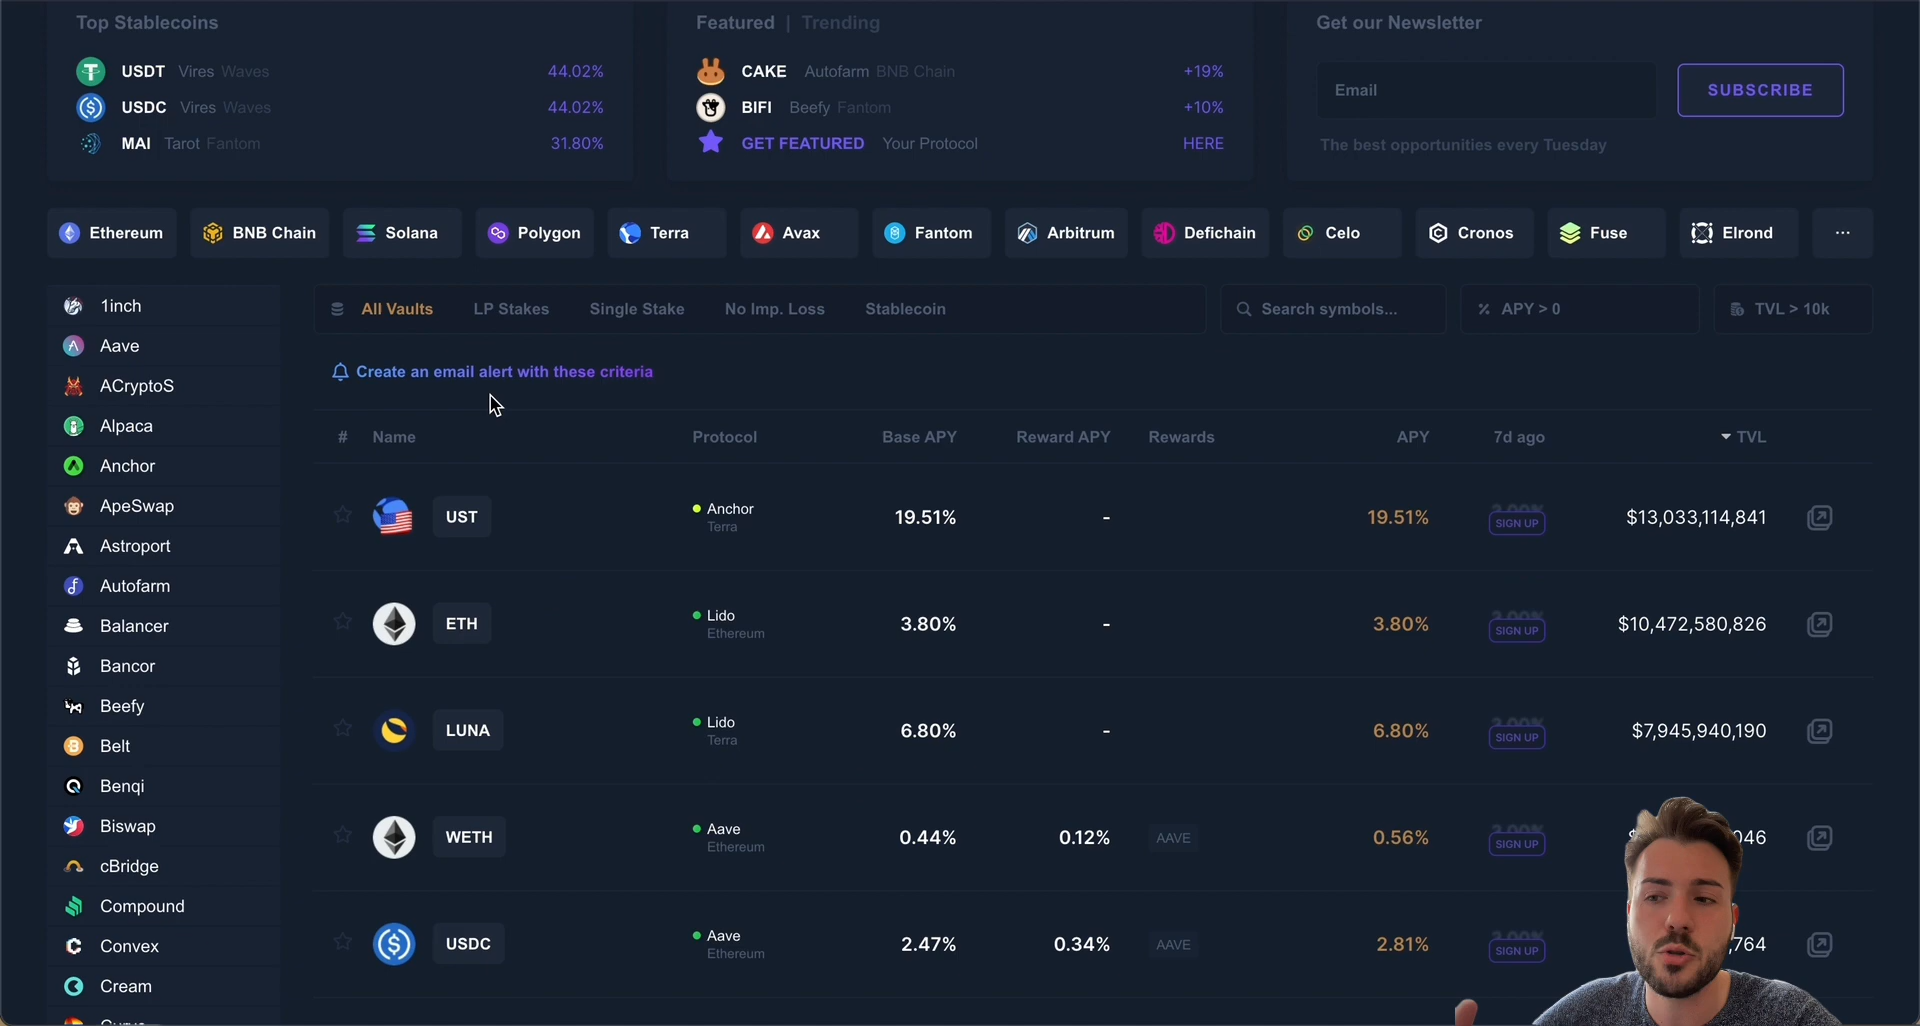 Top Stablecoins
USDT Vires Waves 44.02%
USDC Vires Waves 44.02%
MAI Tarot Fantom 31.80%
Featured | Trending
CAKE Autofarm BNB Chain +19%
BIFI Beefy Fantom +10%
GET FEATURED Your Protocol HERE
Get our Newsletter
Email SUBSCRIBE
The best opportunities every Tuesday
Ethereum BNB Chain Solana Polygon Terra Avax Fantom Arbitrum Defichain Celo Cronos Fuse Elrond ...
1inch
Aave
ACryptoS
Alpaca
Anchor
ApeSwap
Astroport
Autofarm
Balancer
Bancor
Beefy
Belt
Benqi
Biswap
cBridge
Compound
Convex
Cream
All Vaults LP Stakes Single Stake No Imp. Loss Stablecoin Search symbols... APY > 0 TVL > 10k
Create an email alert with these criteria
# Name Protocol Base APY Reward APY Rewards APY 7d ago TVL
UST Anchor 19.51% - 19.51% SIGN UP $13,033,114,841
Terra
ETH Lido 3.80% - 3.80% SIGN UP $10,472,580,826
Ethereum
LUNA Lido 6.80% - 6.80% SIGN UP $7,945,940,190
Terra
WETH Aave 0.44% 0.12% AAVE 0.56% SIGN UP 046
Ethereum
USDC Aave 2.47% 0.34% AAVE 2.81% SIGN UP ,764
Ethereum